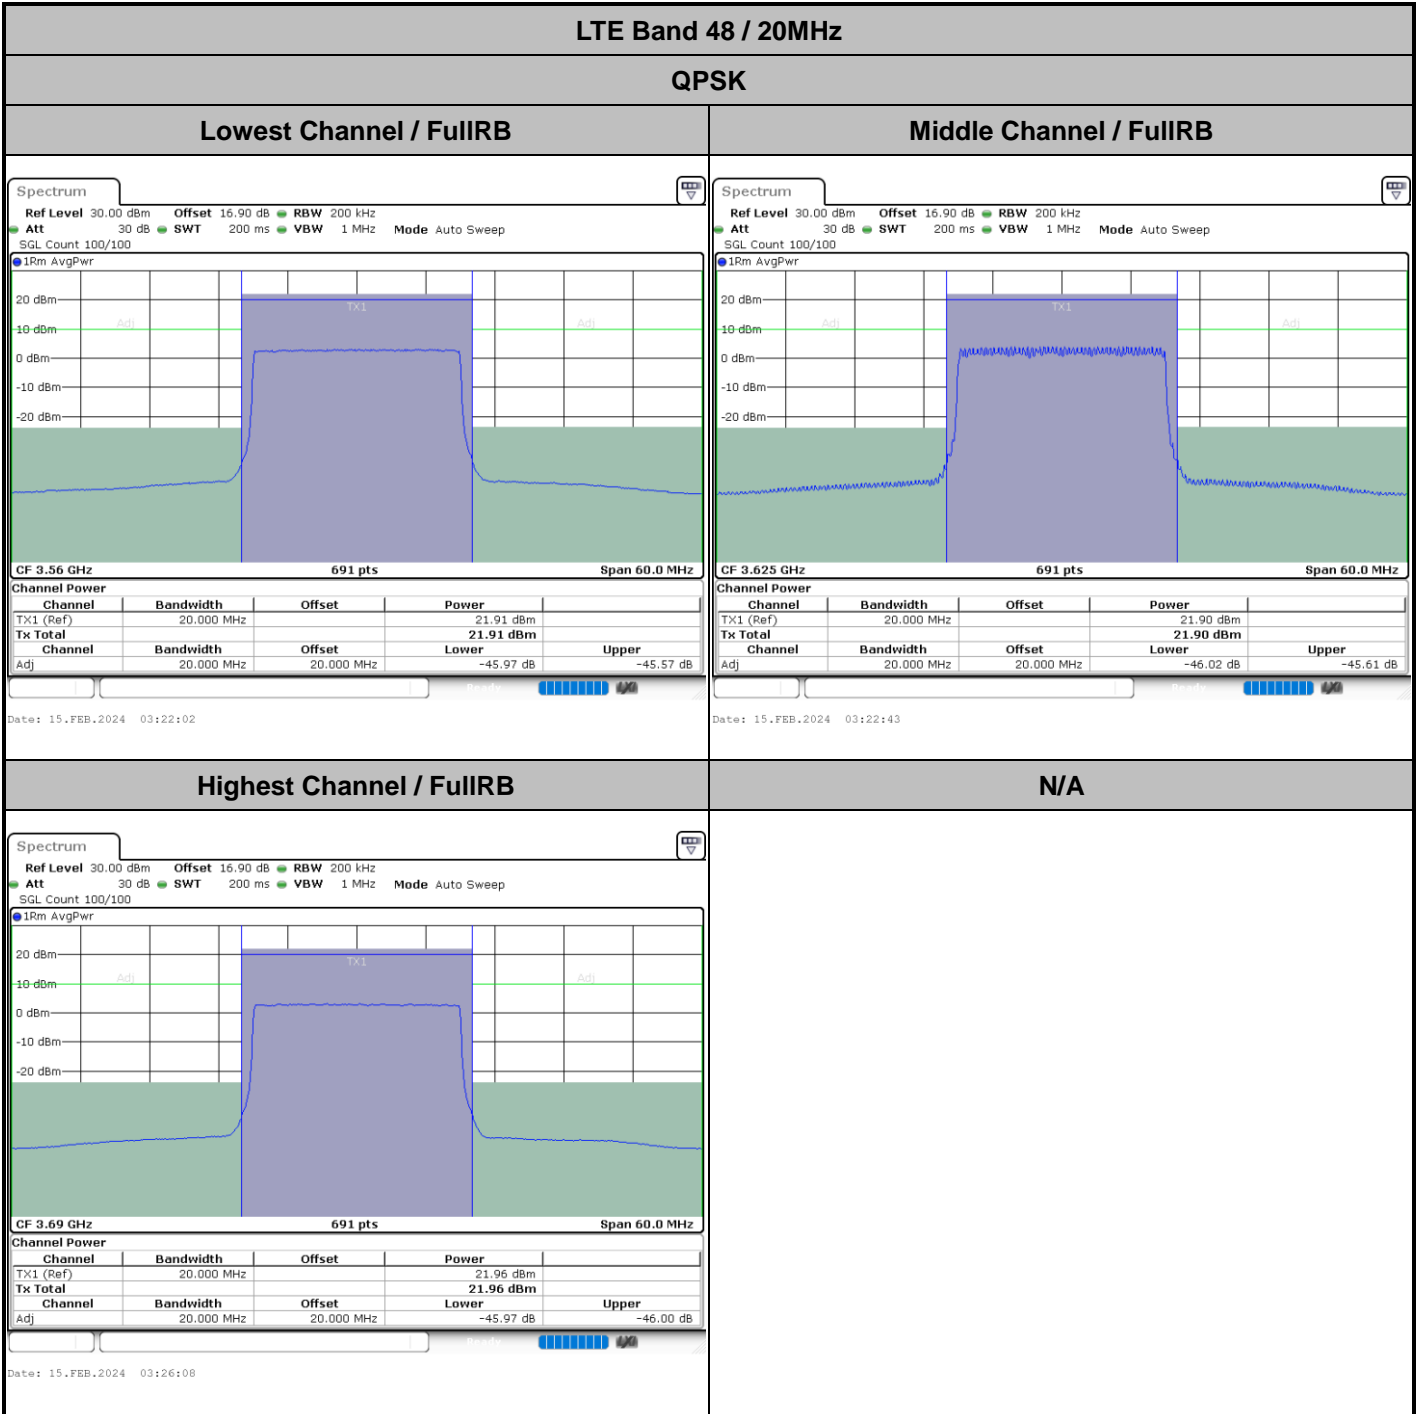 LTE Band 48 / 20MHz
QPSK
Lowest Channel / FullRB
Middle Channel / FullRB
Spectrum
Ref Level 30.00 dBm Offset 16.90 dB RBW 200 kHz
Att 30 dB SWT 200 ms VBW 1 MHz Mode Auto Sweep
SGL Count 100/100
1Rm AvgPwr
TX1
20 dBm
Adj
Adj
10 dBm
0 dBm
-10 dBm
-20 dBm
CF 3.56 GHz 691 pts Span 60.0 MHz
Channel Power
Channel Bandwidth Offset Power
TX1 (Ref) 20.000 MHz 21.91 dBm
Tx Total 21.91 dBm
Channel Bandwidth Offset Lower Upper
Adj 20.000 MHz 20.000 MHz -45.97 dB -45.57 dB
Ready
Date: 15.FEB.2024 03:22:02
Spectrum
Ref Level 30.00 dBm Offset 16.90 dB RBW 200 kHz
Att 30 dB SWT 200 ms VBW 1 MHz Mode Auto Sweep
SGL Count 100/100
1Rm AvgPwr
TX1
20 dBm
Adj
Adj
10 dBm
0 dBm
-10 dBm
-20 dBm
CF 3.625 GHz 691 pts Span 60.0 MHz
Channel Power
Channel Bandwidth Offset Power
TX1 (Ref) 20.000 MHz 21.90 dBm
Tx Total 21.90 dBm
Channel Bandwidth Offset Lower Upper
Adj 20.000 MHz 20.000 MHz -46.02 dB -45.61 dB
Ready
Date: 15.FEB.2024 03:22:43
Highest Channel / FullRB
N/A
Spectrum
Ref Level 30.00 dBm Offset 16.90 dB RBW 200 kHz
Att 30 dB SWT 200 ms VBW 1 MHz Mode Auto Sweep
SGL Count 100/100
1Rm AvgPwr
20 dBm
TX1
Adj
Adj
10 dBm
0 dBm
-10 dBm
-20 dBm
CF 3.69 GHz 691 pts Span 60.0 MHz
Channel Power
Channel Bandwidth Offset Power
TX1 (Ref) 20.000 MHz 21.96 dBm
Tx Total 21.96 dBm
Channel Bandwidth Offset Lower Upper
Adj 20.000 MHz 20.000 MHz -45.97 dB -46.00 dB
Ready
Date: 15.FEB.2024 03:26:08